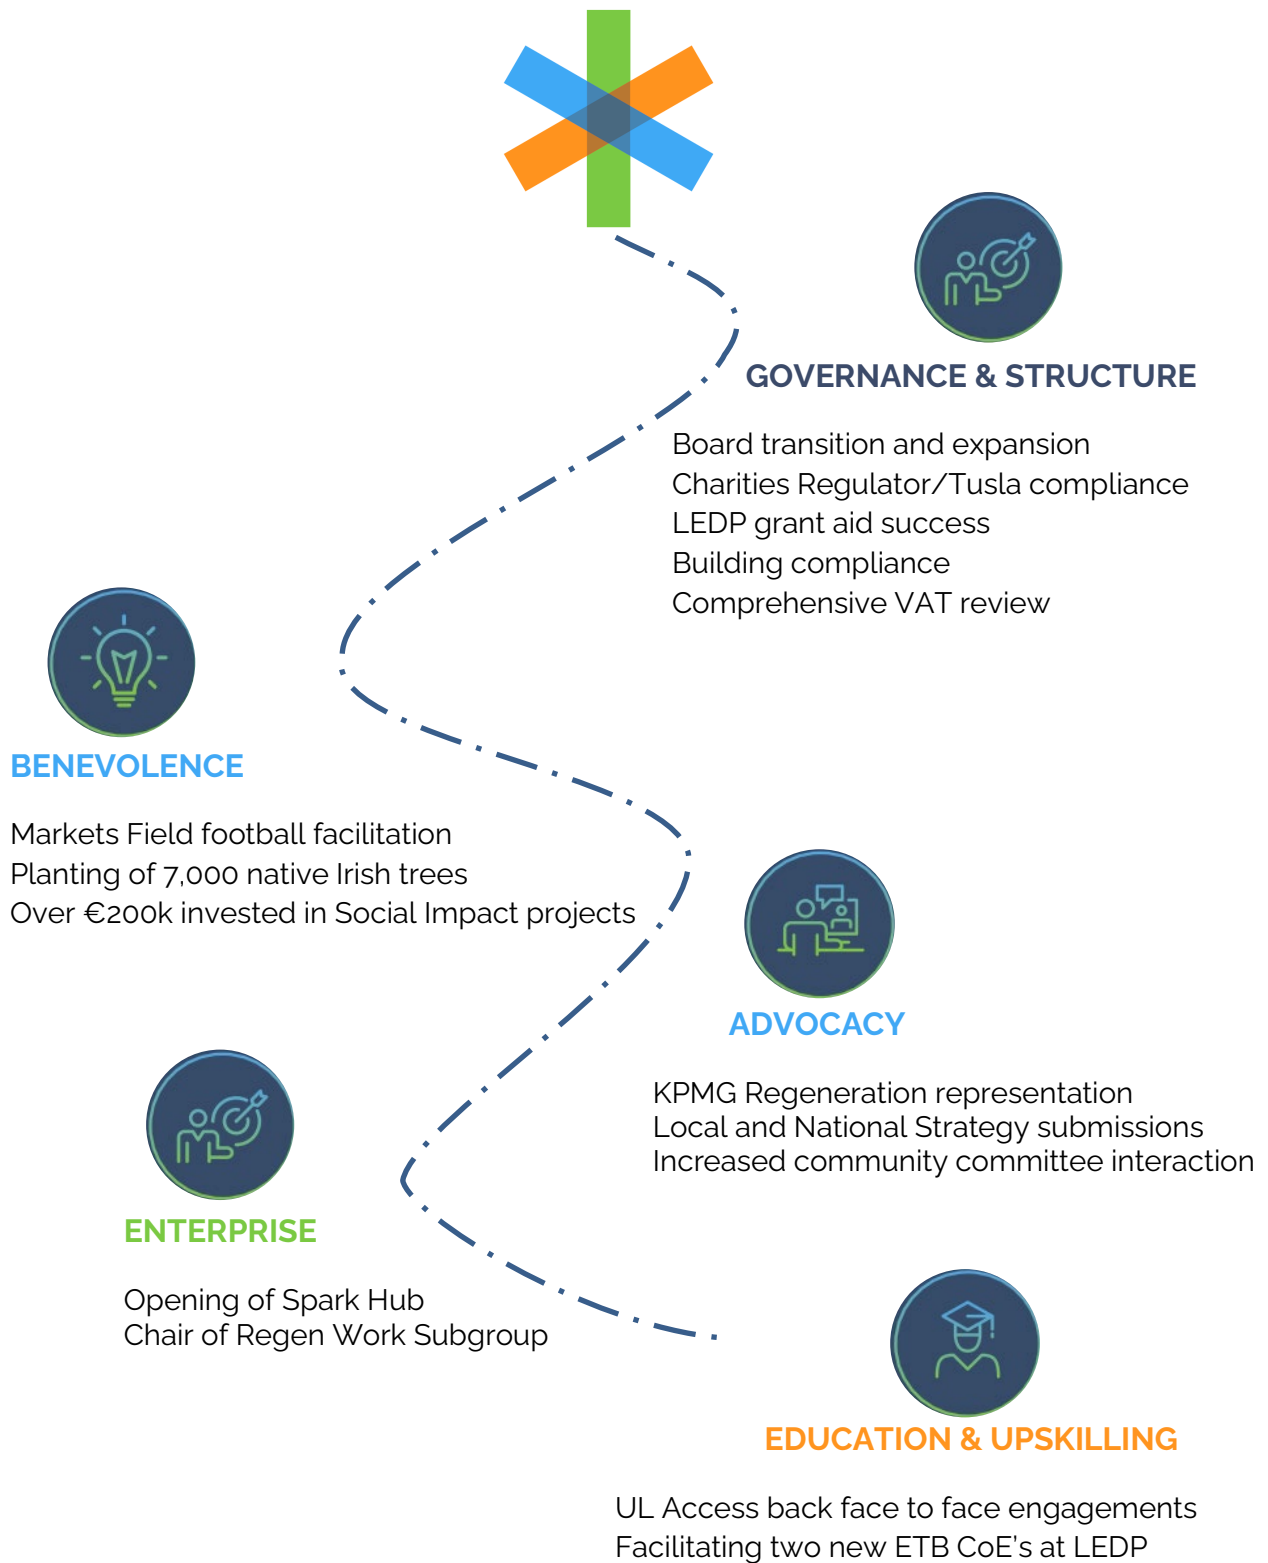 GOVERNANCE & STRUCTURE
Board transition and expansion
Charities Regulator/Tusla compliance
LEDP grant aid success
Building compliance
Comprehensive VAT review
BENEVOLENCE
Markets Field football facilitation
Planting of 7,000 native Irish trees
Over €200k invested in Social Impact projects
ADVOCACY
KPMG Regeneration representation
Local and National Strategy submissions
Increased community committee interaction
ENTERPRISE
Opening of Spark Hub
Chair of Regen Work Subgroup
EDUCATION & UPSKILLING
UL Access back face to face engagements
Facilitating two new ETB CoE's at LEDP